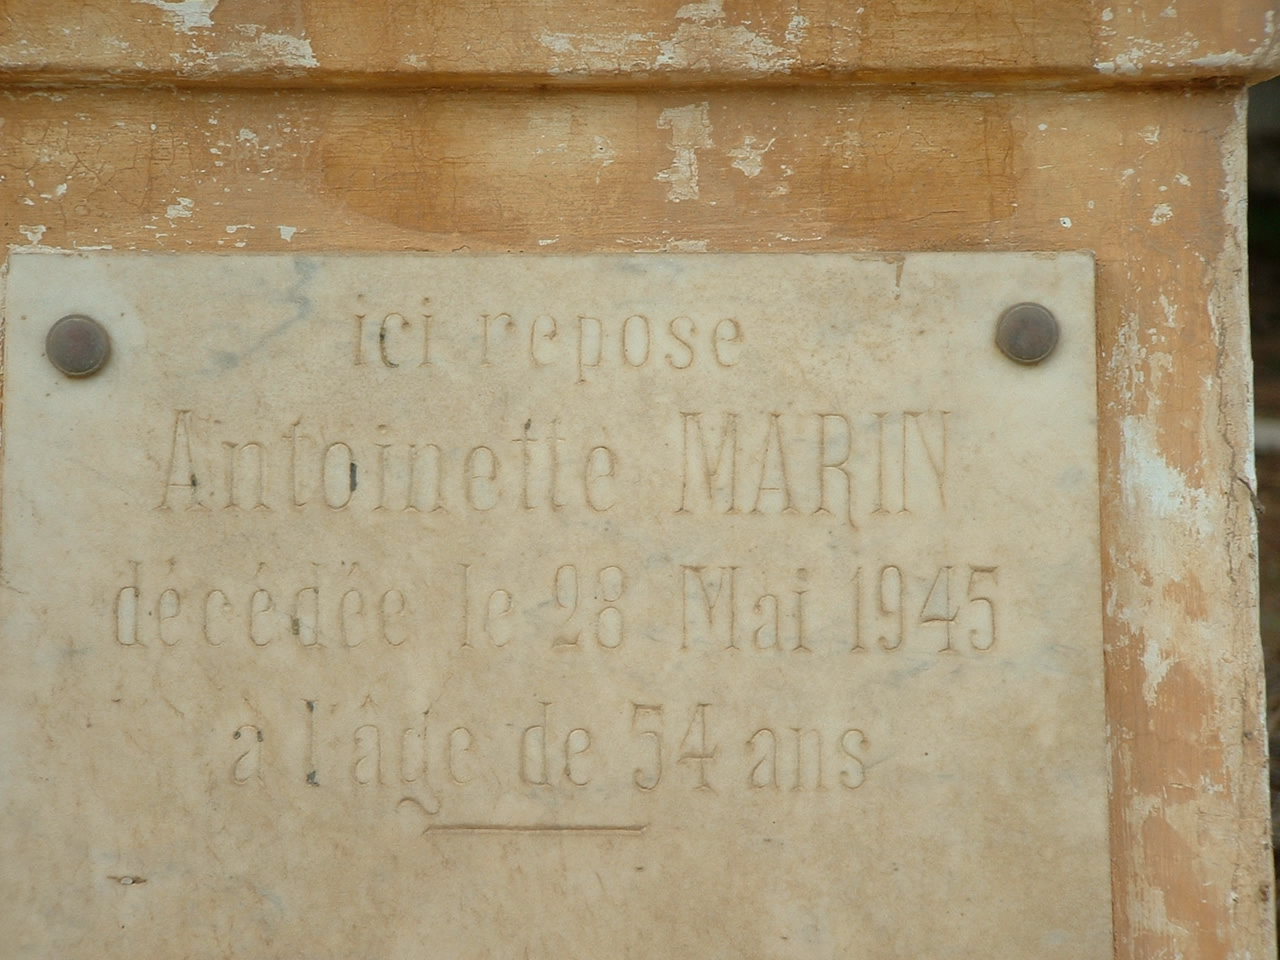 ici repose
Antoinette MARIN
décédée le 28 Mai 1945
à l'âge de 54 ans